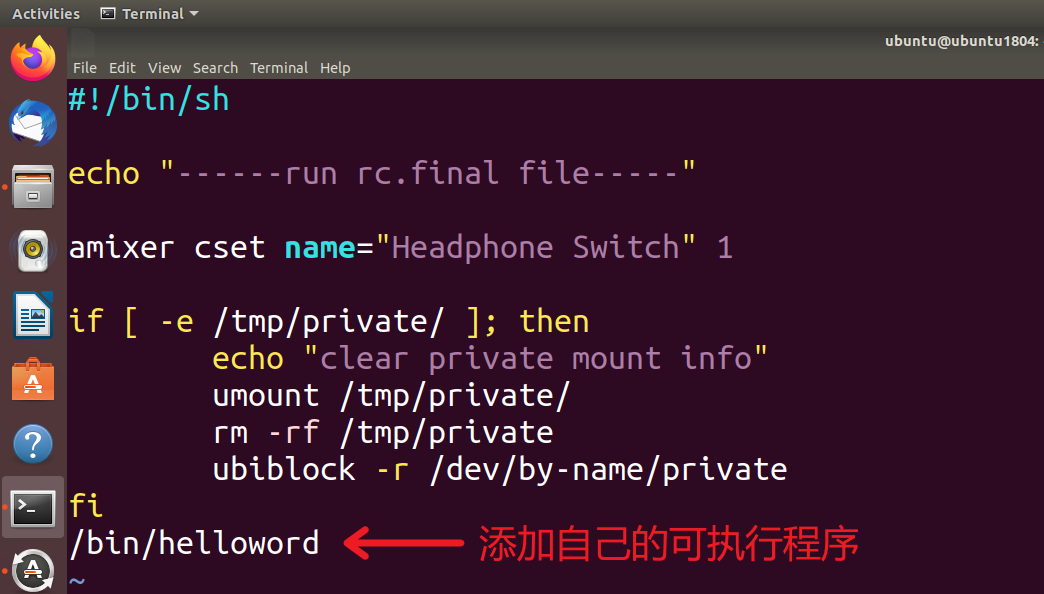 Activities Terminal
ubuntu@ubuntu1804:
File Edit View Search Terminal Help
#!/bin/sh
echo "------run rc.final file-----"
amixer cset name="Headphone Switch" 1
if [ -e /tmp/private/ ]; then
echo "clear private mount info"
umount /tmp/private/
rm -rf /tmp/private
ubiblock -r /dev/by-name/private
fi
/bin/helloword 添加自己的可执行程序
~